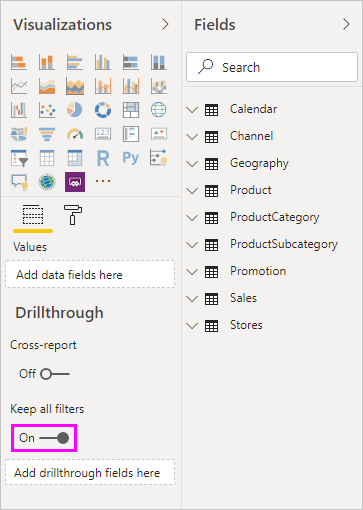 Visualizations
123
R
Py
Values
Add data fields here
Drillthrough
Cross-report
Off
Keep all filters
On
Add drillthrough fields here
Fields
Search
Calendar
Channel
Geography
Product
ProductCategory
ProductSubcategory
Promotion
Sales
Stores